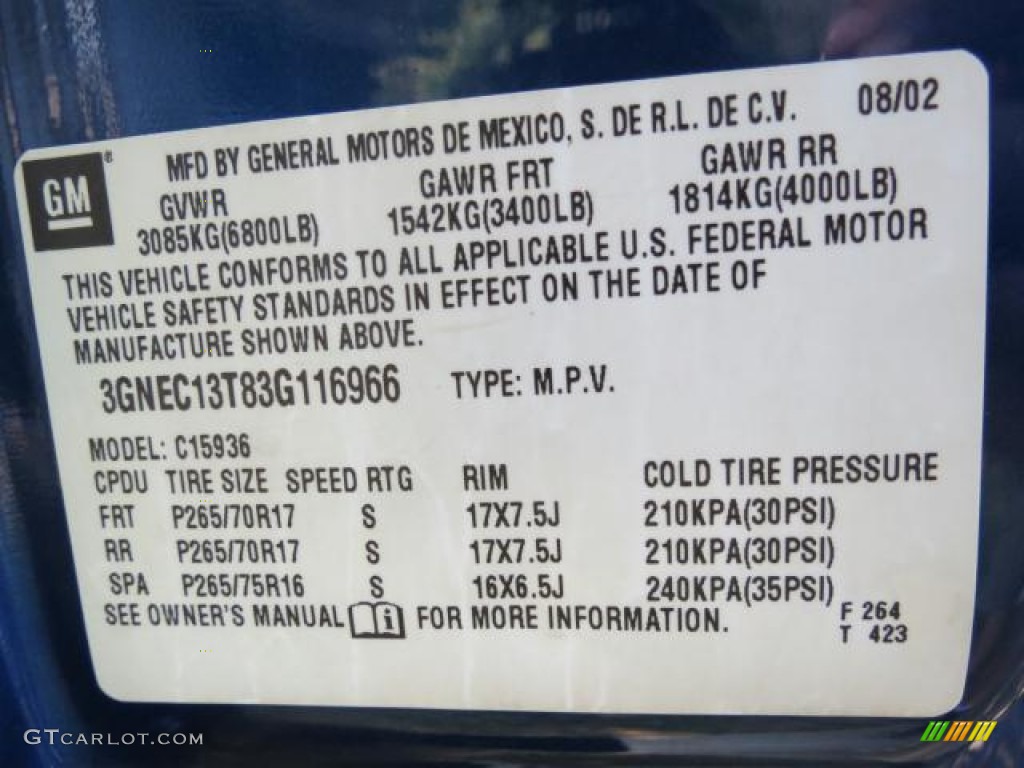 MFD BY GENERAL MOTORS DE MEXICO, S. DE R.L. DE C.V. 08/02
GM®
GVWR GAWR FRT GAWR RR
3085KG(6800LB) 1542KG(3400LB) 1814KG(4000LB)
THIS VEHICLE CONFORMS TO ALL APPLICABLE U.S. FEDERAL MOTOR
VEHICLE SAFETY STANDARDS IN EFFECT ON THE DATE OF
MANUFACTURE SHOWN ABOVE.
3GNEC13T83G116966 TYPE: M.P.V.
MODEL: C15936
CPDU TIRE SIZE SPEED RTG RIM COLD TIRE PRESSURE
FRT P265/70R17 S 17X7.5J 210KPA(30PSI)
RR P265/70R17 S 17X7.5J 210KPA(30PSI)
SPA P265/75R16 S 16X6.5J 240KPA(35PSI)
SEE OWNER'S MANUAL FOR MORE INFORMATION.
F 264
T 423
GTCARLOT.COM